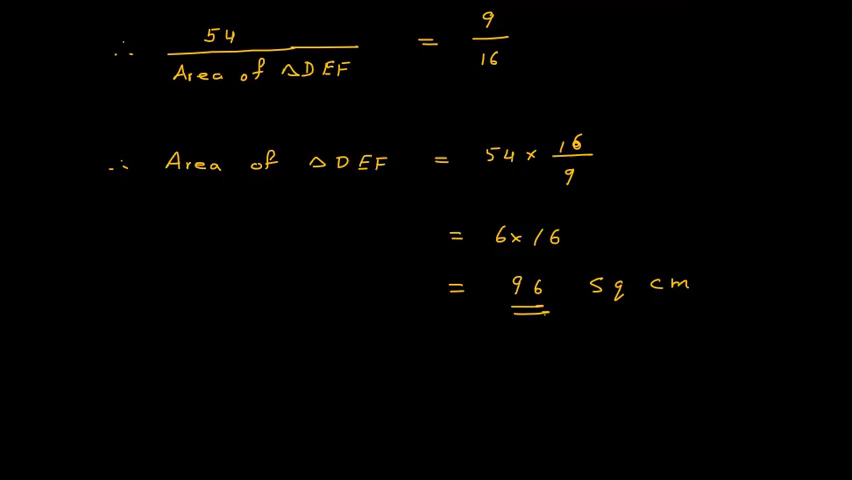 ∴ 54 / Area of △DEF = 9 / 16
∴ Area of △DEF = 54 × 16 / 9
= 6 × 16
= 96 sq cm